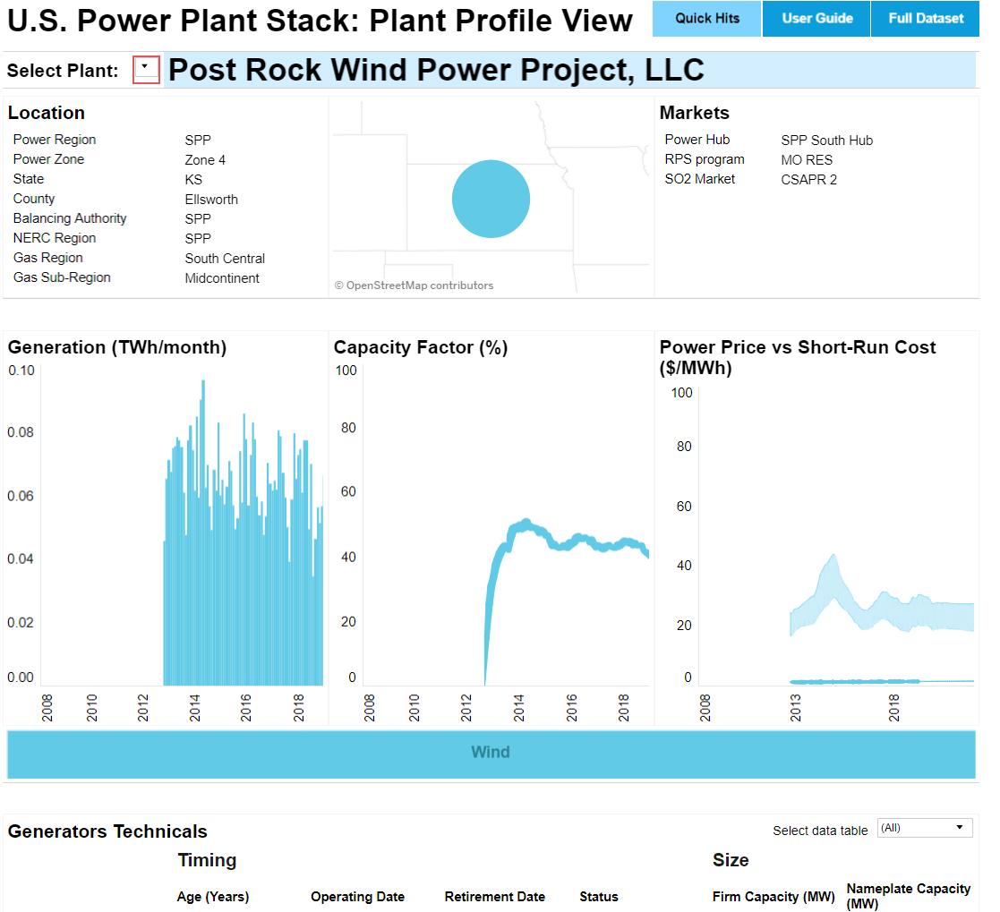 U.S. Power Plant Stack: Plant Profile View
Quick Hits
User Guide
Full Dataset
Select Plant:
Post Rock Wind Power Project, LLC
Location
Power Region SPP
Power Zone Zone 4
State KS
County Ellsworth
Balancing Authority SPP
NERC Region SPP
Gas Region South Central
Gas Sub-Region Midcontinent
© OpenStreetMap contributors
Markets
Power Hub SPP South Hub
RPS program MO RES
SO2 Market CSAPR 2
Generation (TWh/month)
0.10
0.08
0.06
0.04
0.02
0.00
2008 2010 2012 2014 2016 2018
Capacity Factor (%)
100
80
60
40
20
0
2008 2010 2012 2014 2016 2018
Power Price vs Short-Run Cost
($/MWh)
100
80
60
40
20
0
2008 2013 2018
Wind
Generators Technicals
Select data table (All)
Timing Size
Age (Years) Operating Date Retirement Date Status Firm Capacity (MW) Nameplate Capacity
(MW)